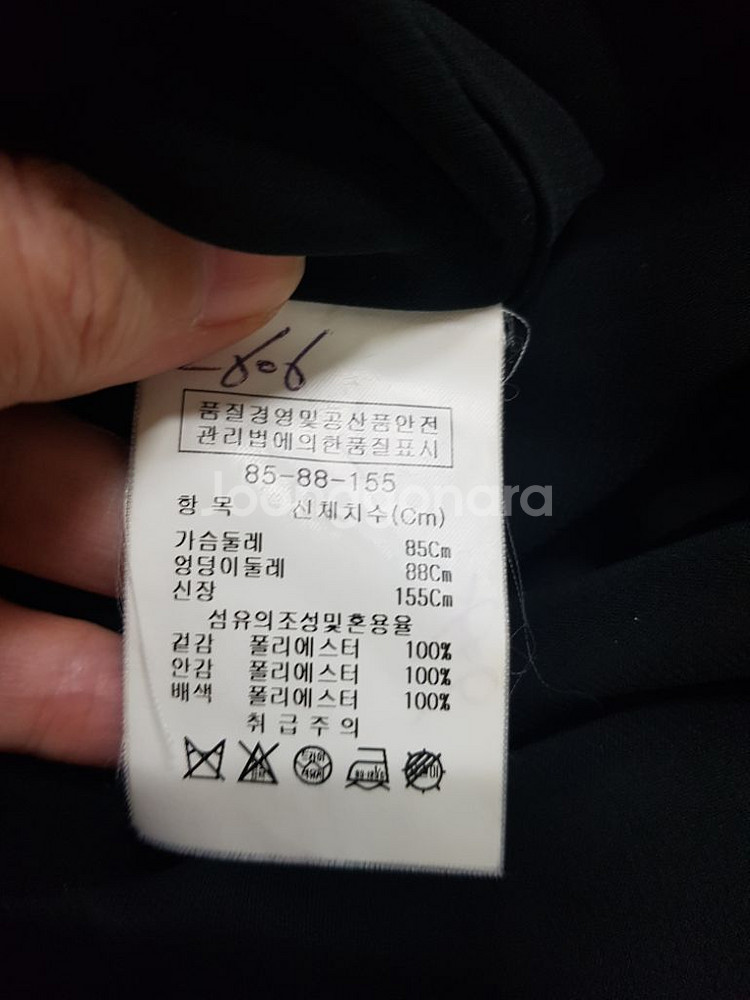 품질경영및공산품안전
관리법에의한품질표시
85-88-155
항 목 신체치수(Cm)
가슴둘레 85Cm
엉덩이둘레 88Cm
신장 155Cm
섬유의조성및혼용율
겉감 폴리에스터 100%
안감 폴리에스터 100%
배색 폴리에스터 100%
취 급 주 의
드라이